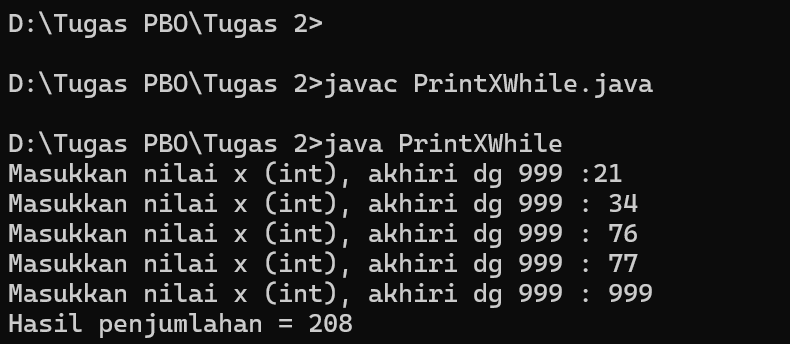 D:\Tugas PBO\Tugas 2>
D:\Tugas PBO\Tugas 2>javac PrintXWhile.java
D:\Tugas PBO\Tugas 2>java PrintXWhile
Masukkan nilai x (int), akhiri dg 999 :21
Masukkan nilai x (int), akhiri dg 999 : 34
Masukkan nilai x (int), akhiri dg 999 : 76
Masukkan nilai x (int), akhiri dg 999 : 77
Masukkan nilai x (int), akhiri dg 999 : 999
Hasil penjumlahan = 208